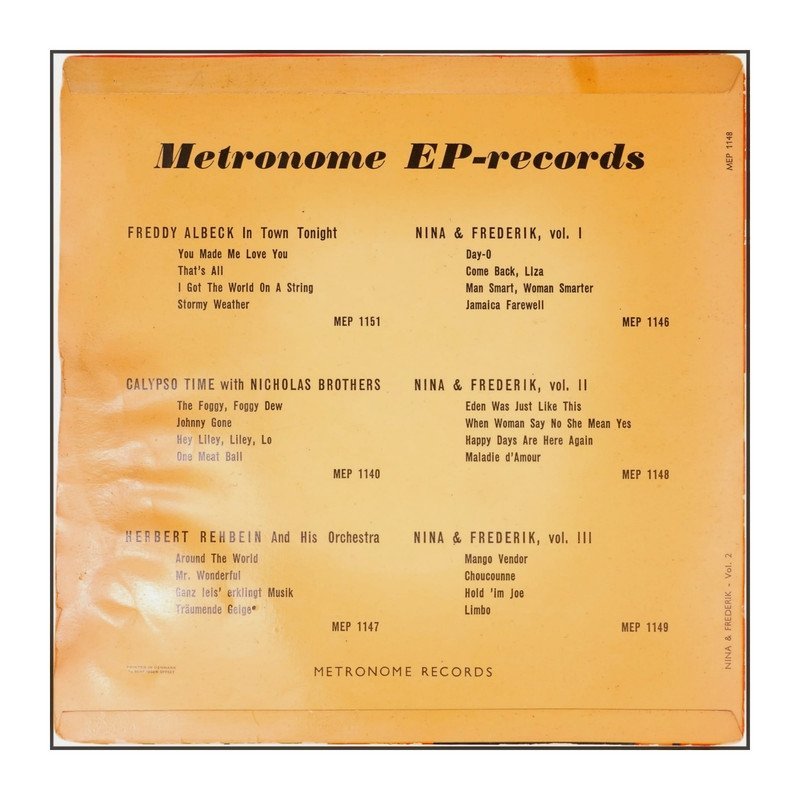 Metronome EP-records
FREDDY ALBECK In Town Tonight
You Made Me Love You
That's All
I Got The World On A String
Stormy Weather
MEP 1151
CALYPSO TIME with NICHOLAS BROTHERS
The Foggy, Foggy Dew
Johnny Gone
Hey Liley, Liley, Lo
One Meat Ball
MEP 1140
HERBERT REHBEIN And His Orchestra
Around The World
Mr. Wonderful
Ganz leis' erklingt Musik
Träumende Geige
MEP 1147
NINA & FREDERIK, vol. I
Day-O
Come Back, Liza
Man Smart, Woman Smarter
Jamaica Farewell
MEP 1146
NINA & FREDERIK, vol. II
Eden Was Just Like This
When Woman Say No She Mean Yes
Happy Days Are Here Again
Maladie d'Amour
MEP 1148
NINA & FREDERIK, vol. III
Mango Vendor
Choucounne
Hold 'im Joe
Limbo
MEP 1149
PRINTED IN DENMARK
METRONOME RECORDS
MEP 1148
NINA & FREDERIK - Vol. 2